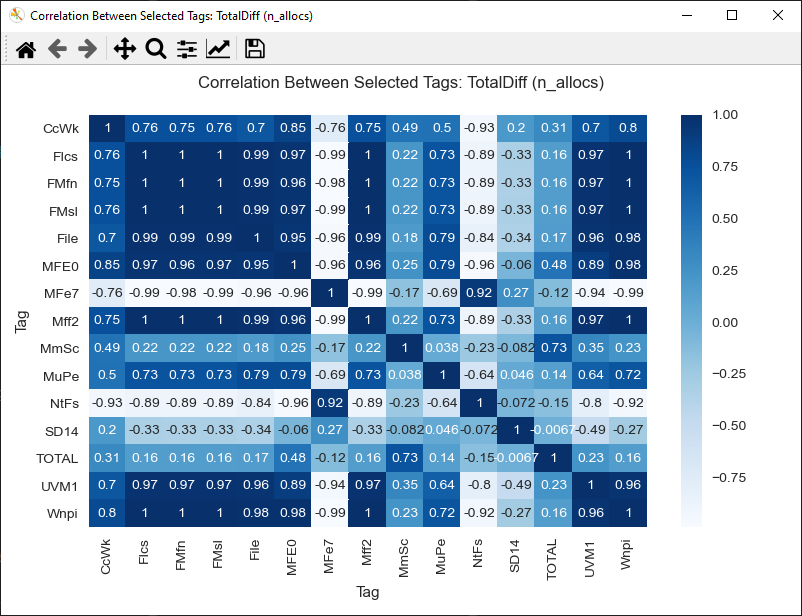 Correlation Between Selected Tags: TotalDiff (n_allocs)
Correlation Between Selected Tags: TotalDiff (n_allocs)
CcWk 1 0.76 0.75 0.76 0.7 0.85 -0.76 0.75 0.49 0.5 -0.93 0.2 0.31 0.7 0.8
FIcs 0.76 1 1 1 0.99 0.97 -0.99 1 0.22 0.73 -0.89 -0.33 0.16 0.97 1
FMfn 0.75 1 1 1 0.99 0.96 -0.98 1 0.22 0.73 -0.89 -0.33 0.16 0.97 1
FMsl 0.76 1 1 1 0.99 0.97 -0.99 1 0.22 0.73 -0.89 -0.33 0.16 0.97 1
File 0.7 0.99 0.99 0.99 1 0.95 -0.96 0.99 0.18 0.79 -0.84 -0.34 0.17 0.96 0.98
MFE0 0.85 0.97 0.96 0.97 0.95 1 -0.96 0.96 0.25 0.79 -0.96 -0.06 0.48 0.89 0.98
MFe7 -0.76 -0.99 -0.98 -0.99 -0.96 -0.96 1 -0.99 -0.17 -0.69 0.92 0.27 -0.12 -0.94 -0.99
Mff2 0.75 1 1 1 0.99 0.96 -0.99 1 0.22 0.73 -0.89 -0.33 0.16 0.97 1
MmSc 0.49 0.22 0.22 0.22 0.18 0.25 -0.17 0.22 1 0.038 -0.23 -0.082 0.73 0.35 0.23
MuPe 0.5 0.73 0.73 0.73 0.79 0.79 -0.69 0.73 0.038 1 -0.64 0.046 0.14 0.64 0.72
NtFs -0.93 -0.89 -0.89 -0.89 -0.84 -0.96 0.92 -0.89 -0.23 -0.64 1 -0.072 -0.15 -0.8 -0.92
SD14 0.2 -0.33 -0.33 -0.33 -0.34 -0.06 0.27 -0.33 -0.082 0.046 -0.072 1 -0.0067 -0.49 -0.27
TOTAL 0.31 0.16 0.16 0.16 0.17 0.48 -0.12 0.16 0.73 0.14 -0.15 -0.0067 1 0.23 0.16
UVM1 0.7 0.97 0.97 0.97 0.96 0.89 -0.94 0.97 0.35 0.64 -0.8 -0.49 0.23 1 0.96
Wnpi 0.8 1 1 1 0.98 0.98 -0.99 1 0.23 0.72 -0.92 -0.27 0.16 0.96 1
Tag
CcWk FIcs FMfn FMsl File MFE0 MFe7 Mff2 MmSc MuPe NtFs SD14 TOTAL UVM1 Wnpi
Tag
1.00
0.75
0.50
0.25
0.00
−0.25
−0.50
−0.75